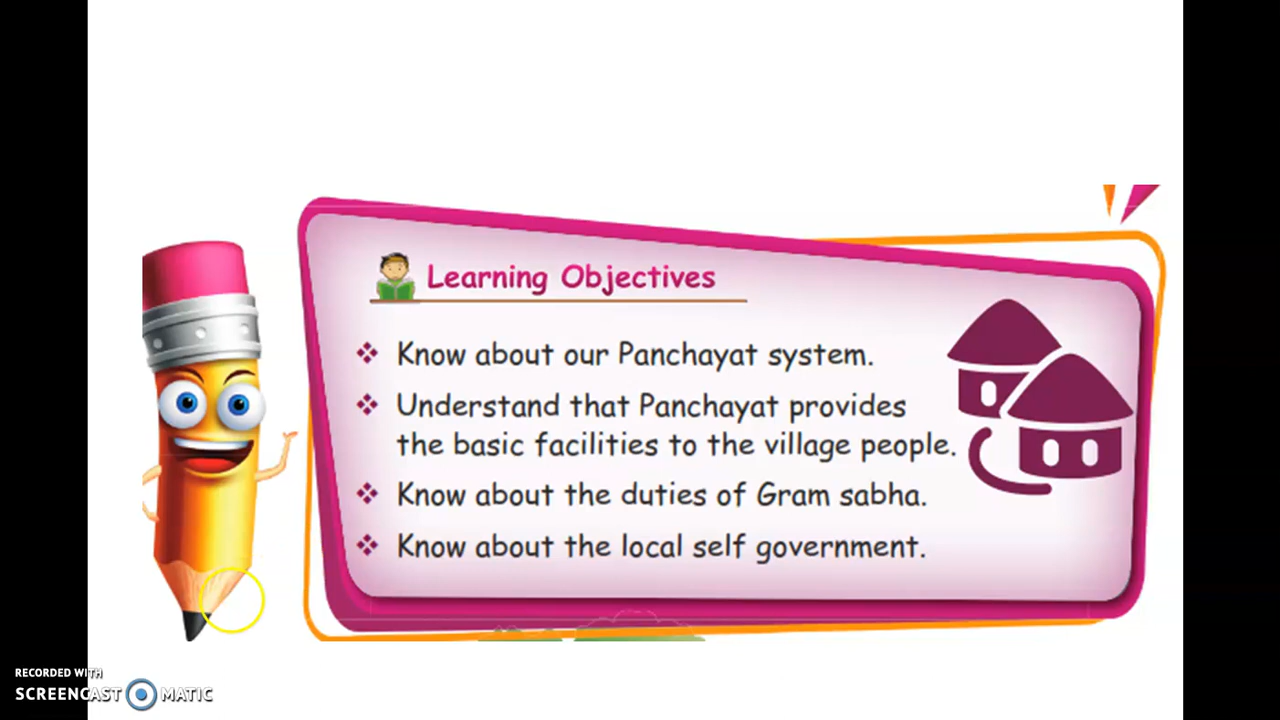 Learning Objectives
❖ Know about our Panchayat system.
❖ Understand that Panchayat provides
the basic facilities to the village people.
❖ Know about the duties of Gram sabha.
❖ Know about the local self government.
RECORDED WITH
SCREENCAST MATIC